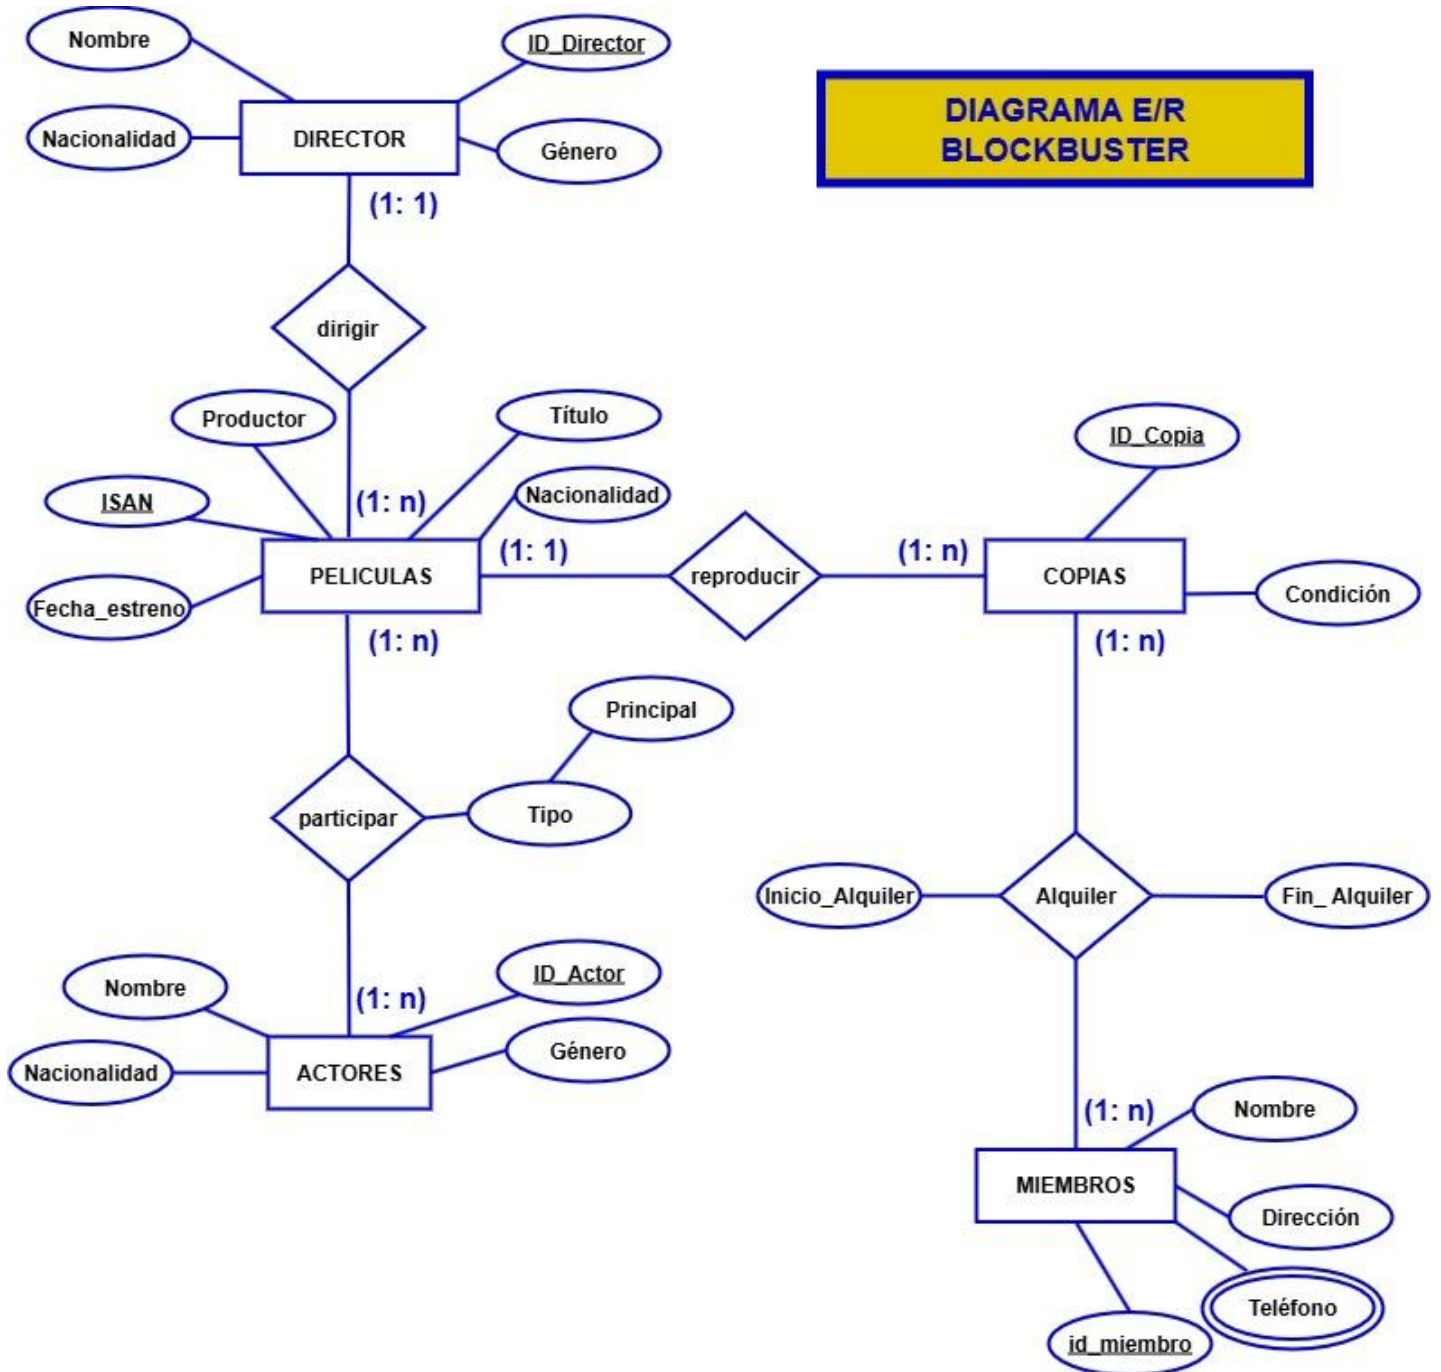 Nombre
ID_Director
DIAGRAMA E/R
BLOCKBUSTER
Nacionalidad
DIRECTOR
Género
(1: 1)
dirigir
Productor
Título
ID_Copia
ISAN
(1: n)
Nacionalidad
(1: 1)
(1: n)
PELICULAS
reproducir
COPIAS
Fecha_estreno
Condición
(1: n)
(1: n)
Principal
participar
Tipo
Inicio_Alquiler
Alquiler
Fin_ Alquiler
Nombre
ID_Actor
(1: n)
Género
Nacionalidad
ACTORES
(1: n)
Nombre
MIEMBROS
Dirección
Teléfono
id_miembro